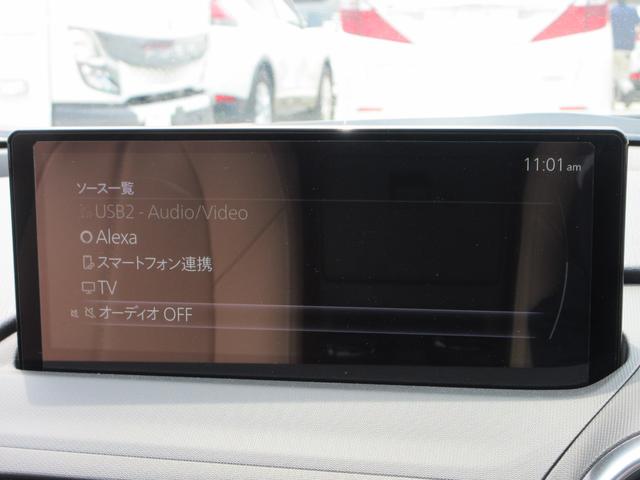 11:01 am
ソース一覧
USB2 - Audio/Video
Alexa
スマートフォン連携
TV
オーディオ OFF